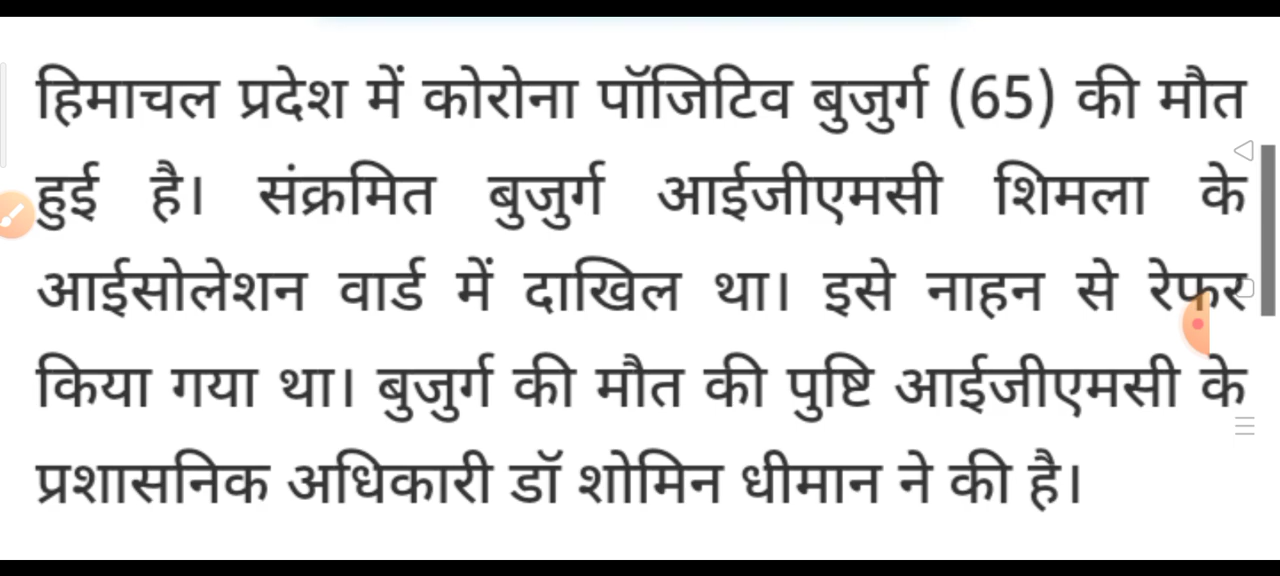 हिमाचल प्रदेश में कोरोना पॉजिटिव बुजुर्ग (65) की मौत
हुई है। संक्रमित बुजुर्ग आईजीएमसी शिमला के
आईसोलेशन वार्ड में दाखिल था। इसे नाहन से रेफर
किया गया था। बुजुर्ग की मौत की पुष्टि आईजीएमसी के
प्रशासनिक अधिकारी डॉ शोमिन धीमान ने की है।